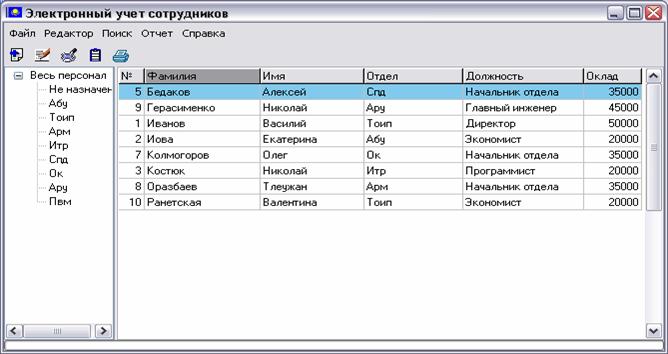 Электронный учет сотрудников
Файл Редактор Поиск Отчет Справка
Весь персонал
Не назначен
Абу
Тоип
Арм
Итр
Спд
Ок
Ару
Пвм
№ Фамилия Имя Отдел Должность Оклад
5 Бедаков Алексей Спд Начальник отдела 35000
9 Герасименко Николай Ару Главный инженер 45000
1 Иванов Василий Тоип Директор 50000
2 Иова Екатерина Абу Экономист 20000
7 Колмогоров Олег Ок Начальник отдела 35000
3 Костюк Николай Итр Программист 20000
8 Оразбаев Тлеужан Арм Начальник отдела 35000
10 Ранетская Валентина Тоип Экономист 20000